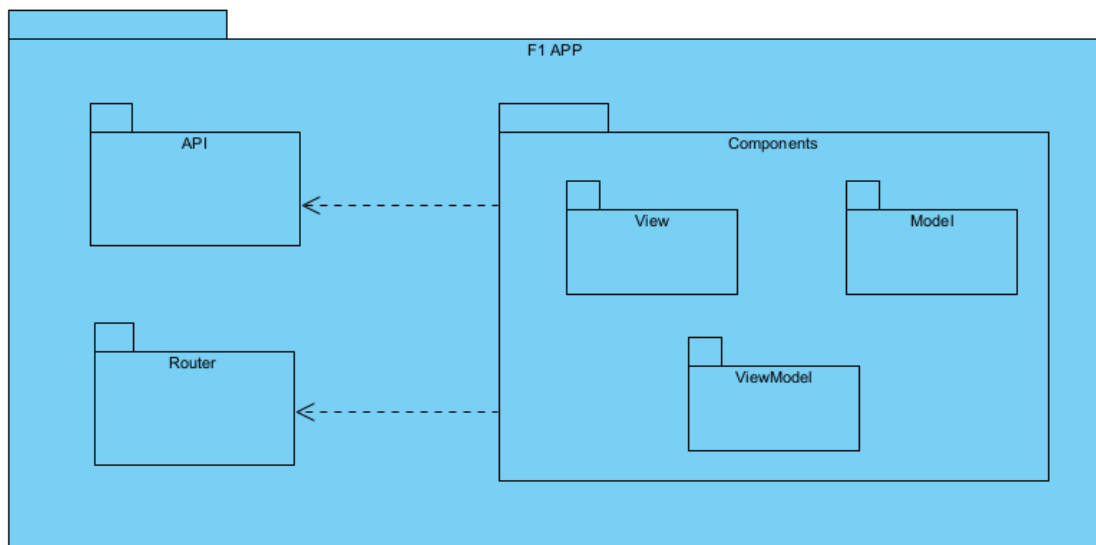 F1 APP
API
Components
View
Model
Router
ViewModel